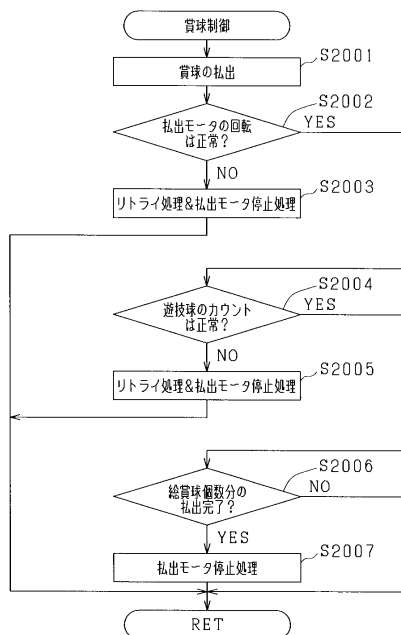 賞球制御
S2001
賞球の払出
S2002
払出モータの回転
は正常？
YES
NO
S2003
リトライ処理&払出モータ停止処理
S2004
遊技球のカウント
は正常？
YES
NO
S2005
リトライ処理&払出モータ停止処理
S2006
総賞球個数分の
払出完了？
NO
YES
S2007
払出モータ停止処理
RET